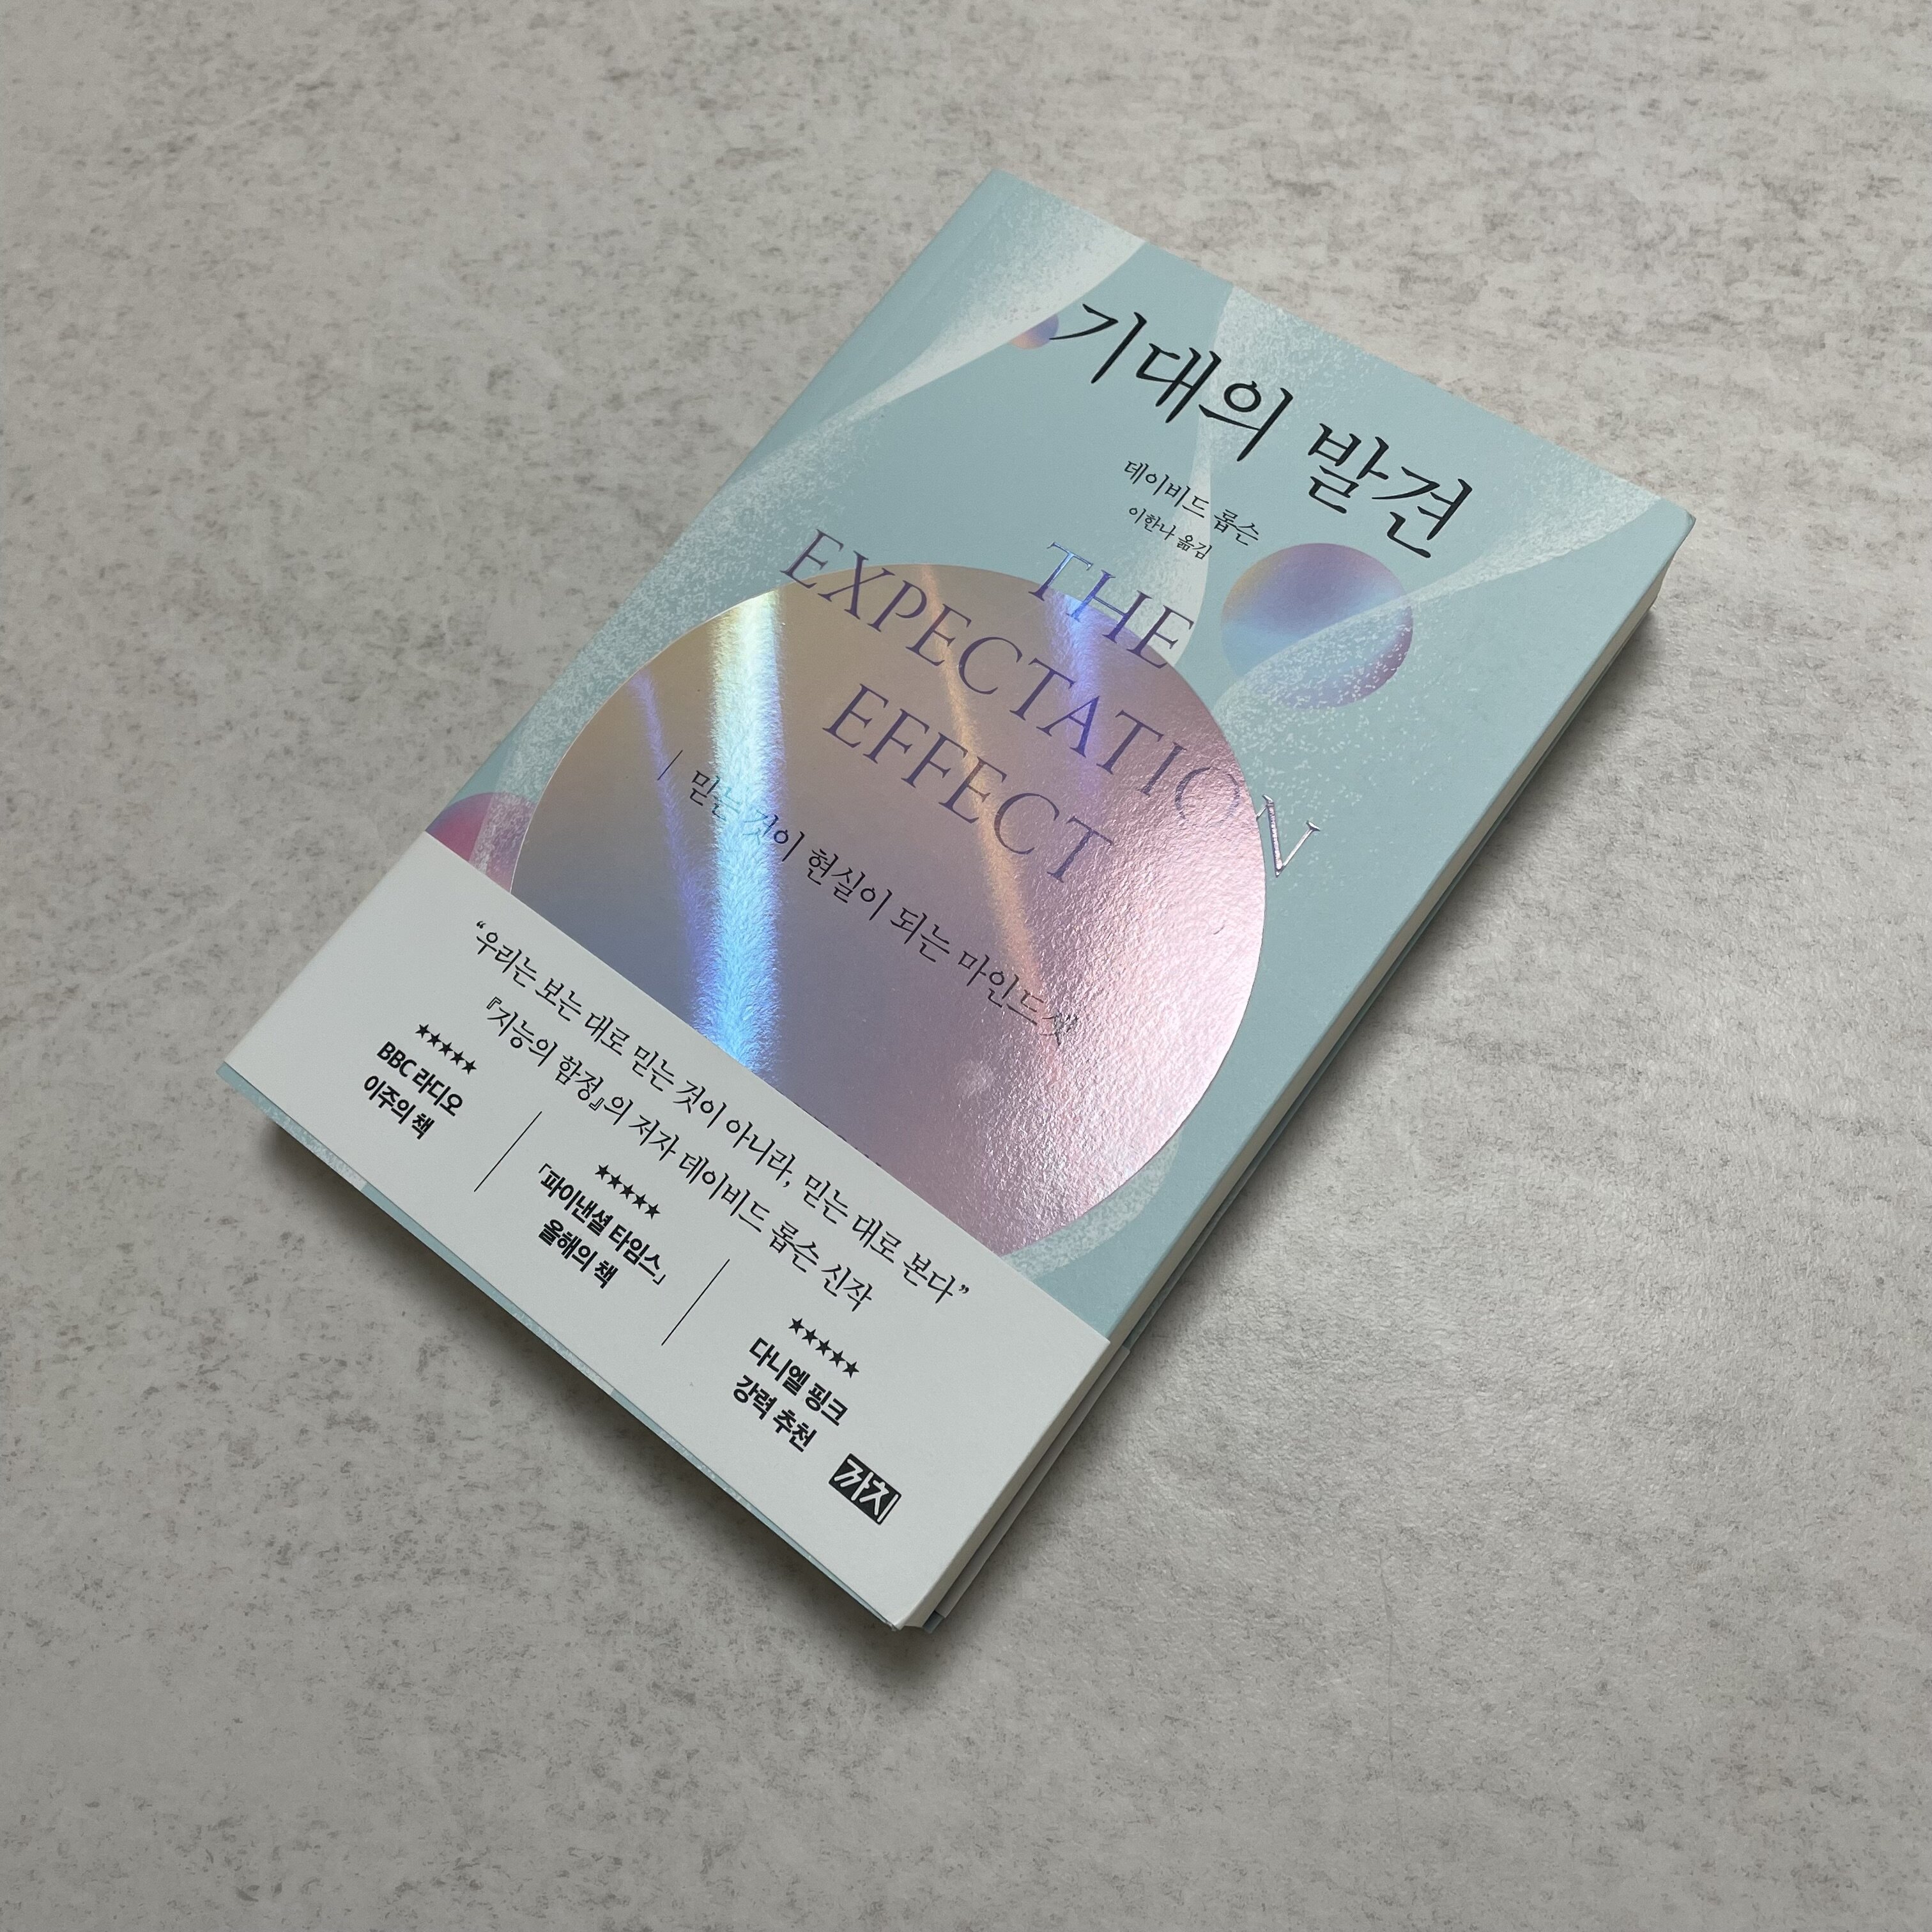 기대의 발견
데이비드 롭슨
이한나 옮김
THE
EXPECTATION
EFFECT
믿는 것이 현실이 되는 마인드셋
“우리는 보는 대로 믿는 것이 아니라, 믿는 대로 본다”
『지능의 함정』의 저자 데이비드 롭슨 신작
★★★★★
BBC 라디오
이주의 책
★★★★★
「파이낸셜 타임스」
올해의 책
★★★★★
다니엘 핑크
강력 추천
까치